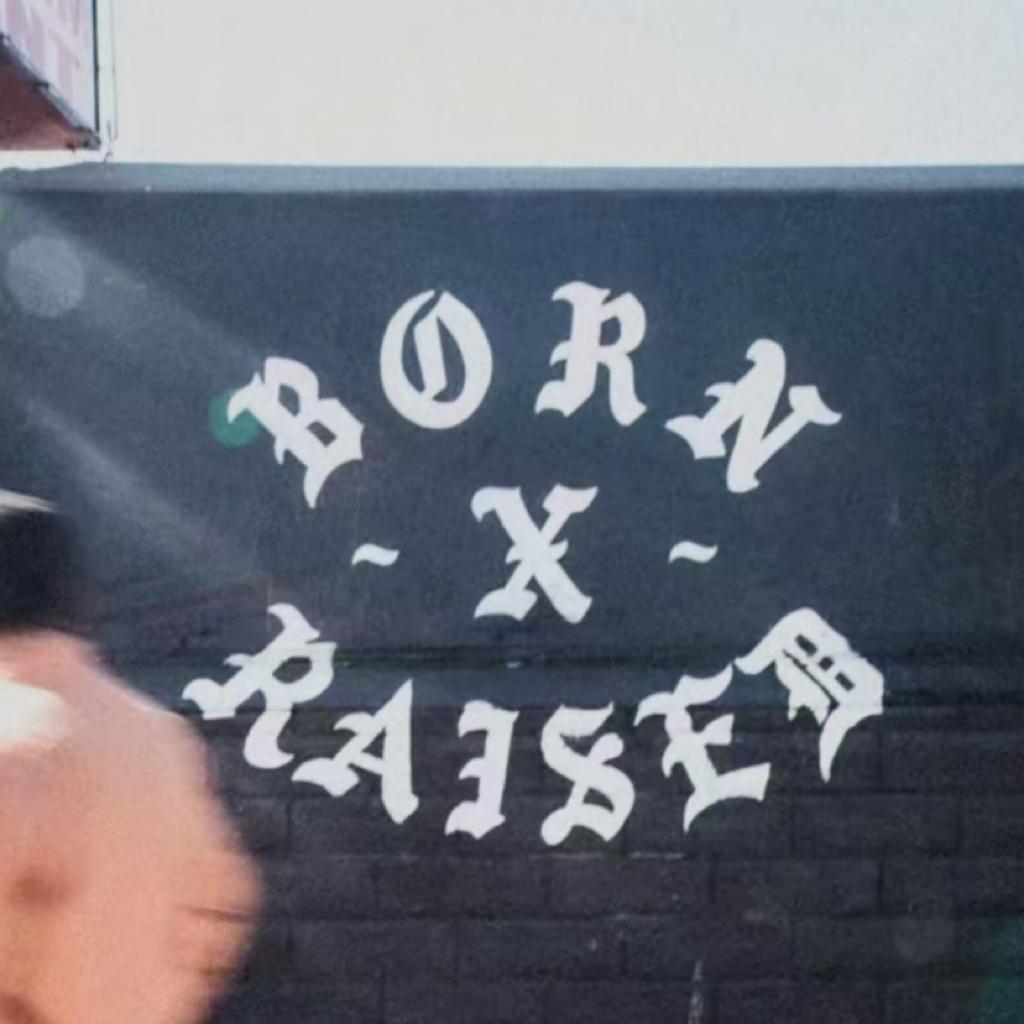 BORN
~ X ~
RAISED